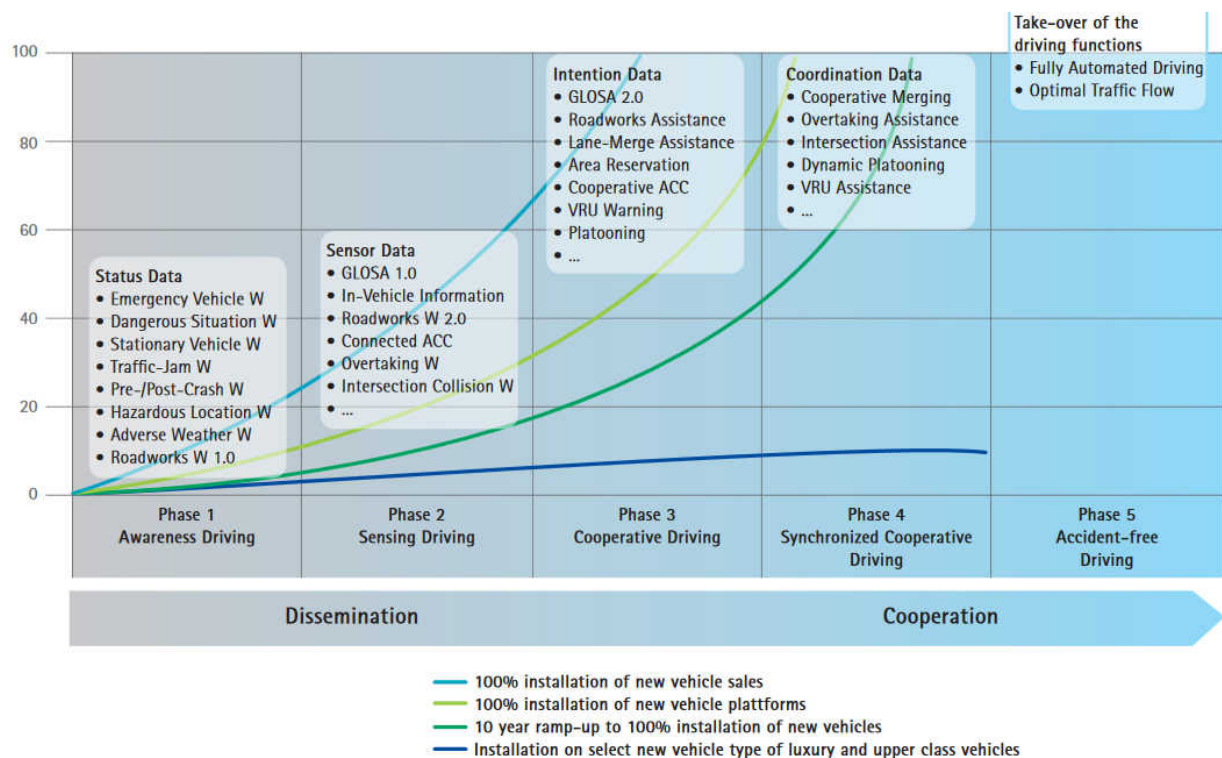 Take-over of the
driving functions
• Fully Automated Driving
• Optimal Traffic Flow
100
80
60
40
20
0
Intention Data
• GLOSA 2.0
• Roadworks Assistance
• Lane-Merge Assistance
• Area Reservation
• Cooperative ACC
• VRU Warning
• Platooning
• ...
Coordination Data
• Cooperative Merging
• Overtaking Assistance
• Intersection Assistance
• Dynamic Platooning
• VRU Assistance
• ...
Sensor Data
• GLOSA 1.0
• In-Vehicle Information
• Roadworks W 2.0
• Connected ACC
• Overtaking W
• Intersection Collision W
• ...
Status Data
• Emergency Vehicle W
• Dangerous Situation W
• Stationary Vehicle W
• Traffic-Jam W
• Pre-/Post-Crash W
• Hazardous Location W
• Adverse Weather W
• Roadworks W 1.0
Phase 1
Awareness Driving
Phase 2
Sensing Driving
Phase 3
Cooperative Driving
Phase 4
Synchronized Cooperative
Driving
Phase 5
Accident-free
Driving
Dissemination
Cooperation
100% installation of new vehicle sales
100% installation of new vehicle plattforms
10 year ramp-up to 100% installation of new vehicles
Installation on select new vehicle type of luxury and upper class vehicles